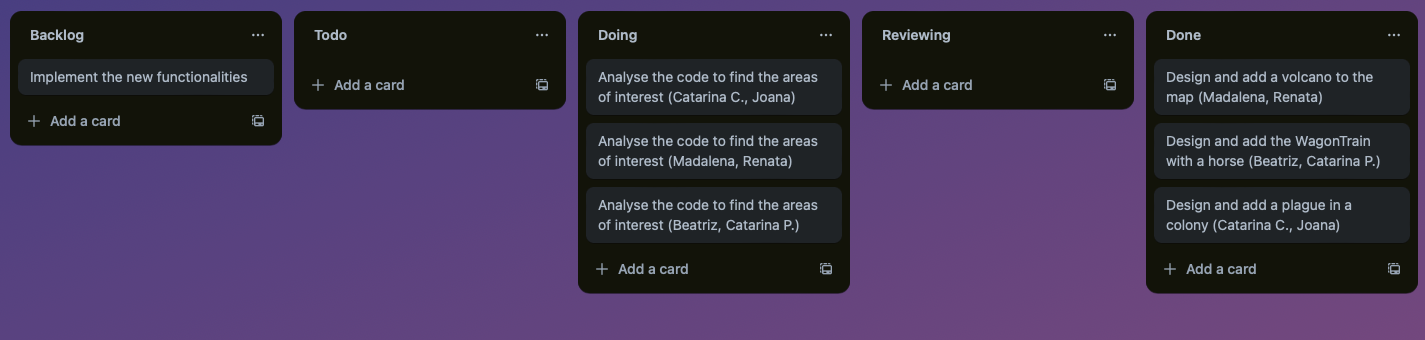 Backlog
Implement the new functionalities
Add a card
Todo
Add a card
Doing
Analyse the code to find the areas
of interest (Catarina C., Joana)
Analyse the code to find the areas
of interest (Madalena, Renata)
Analyse the code to find the areas
of interest (Beatriz, Catarina P.)
Add a card
Reviewing
Add a card
Done
Design and add a volcano to the
map (Madalena, Renata)
Design and add the WagonTrain
with a horse (Beatriz, Catarina P.)
Design and add a plague in a
colony (Catarina C., Joana)
Add a card